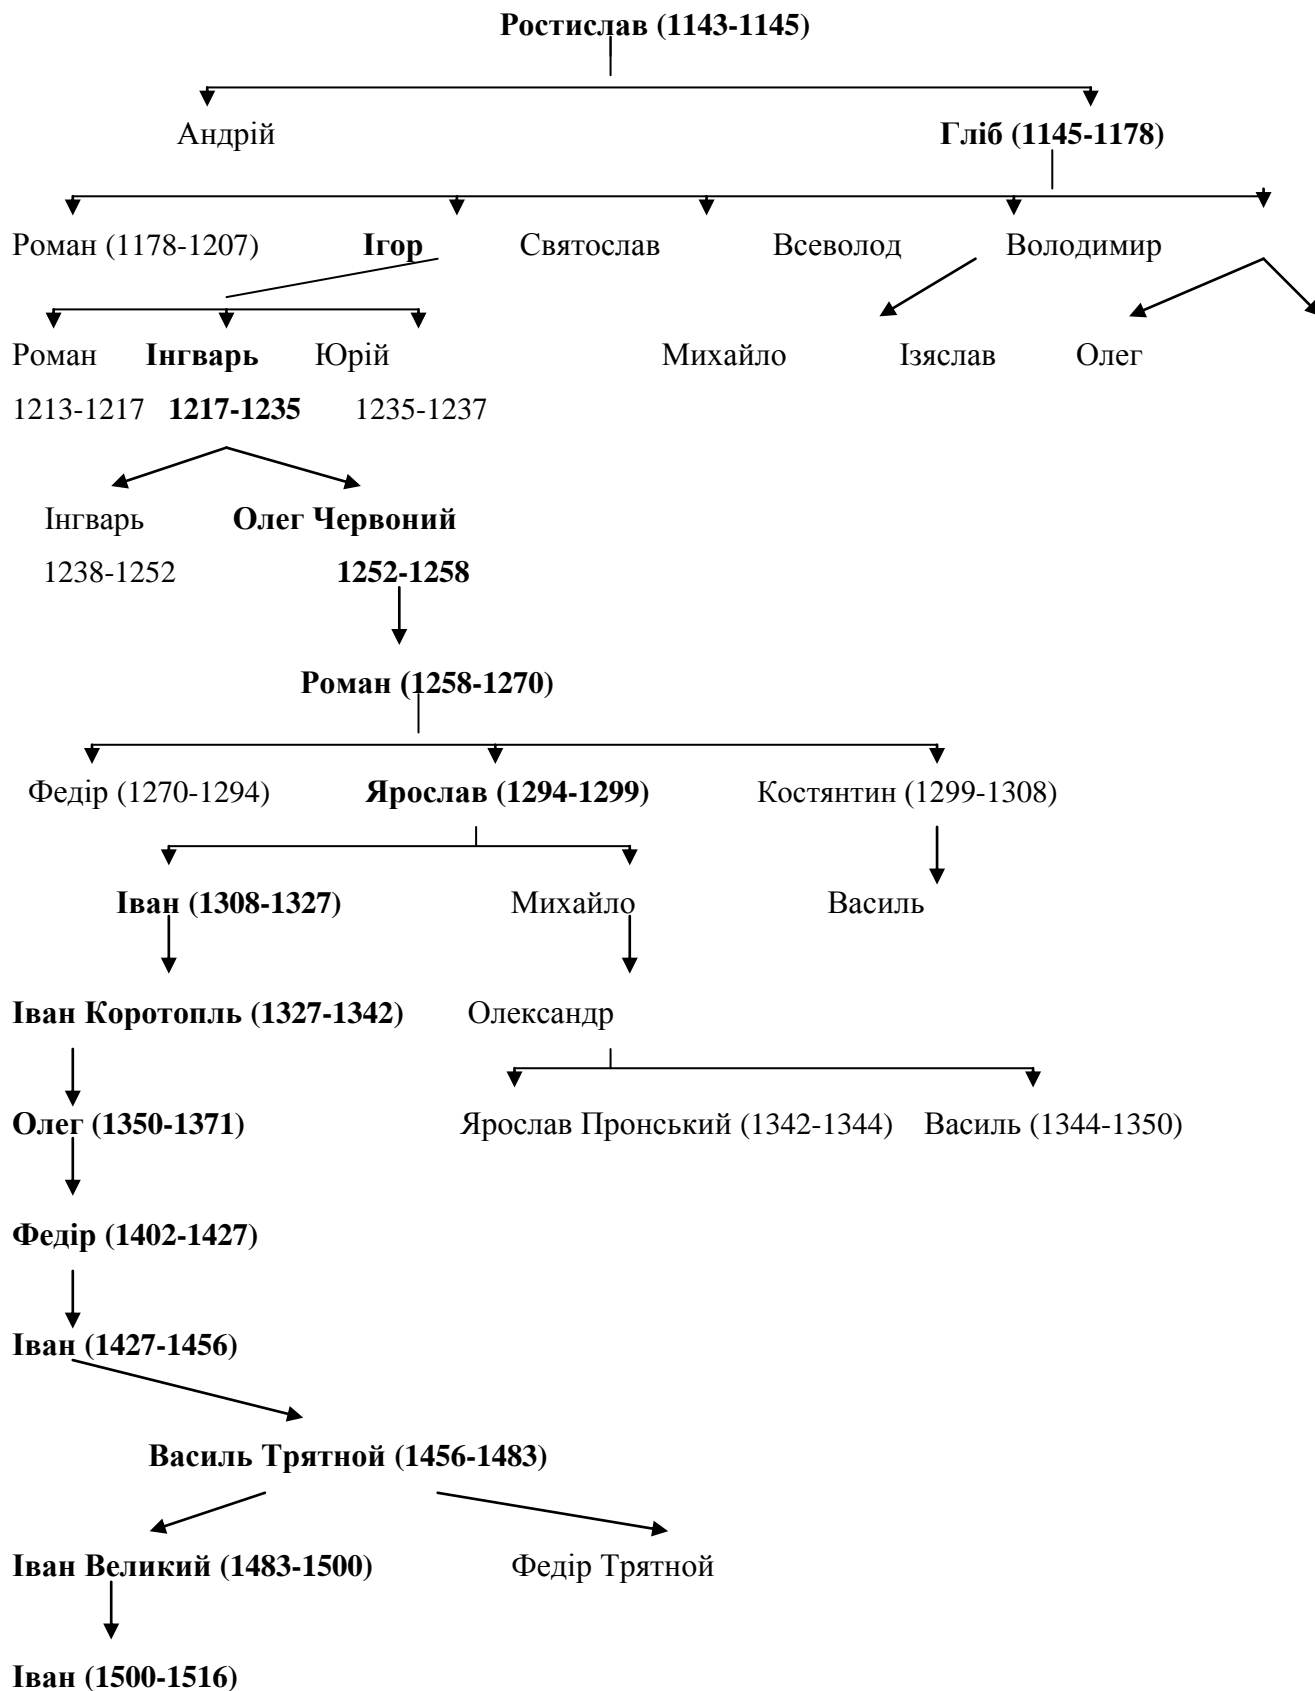 Ростислав (1143-1145)
Андрій Гліб (1145-1178)
Роман (1178-1207) Ігор Святослав Всеволод Володимир
Роман Інгварь Юрій Михайло Ізяслав Олег
1213-1217 1217-1235 1235-1237
Інгварь Олег Червоний
1238-1252 1252-1258
Роман (1258-1270)
Федір (1270-1294) Ярослав (1294-1299) Костянтин (1299-1308)
Іван (1308-1327) Михайло Василь
Іван Коротопль (1327-1342) Олександр
Олег (1350-1371) Ярослав Пронський (1342-1344) Василь (1344-1350)
Федір (1402-1427)
Іван (1427-1456)
Василь Трятной (1456-1483)
Іван Великий (1483-1500) Федір Трятной
Іван (1500-1516)